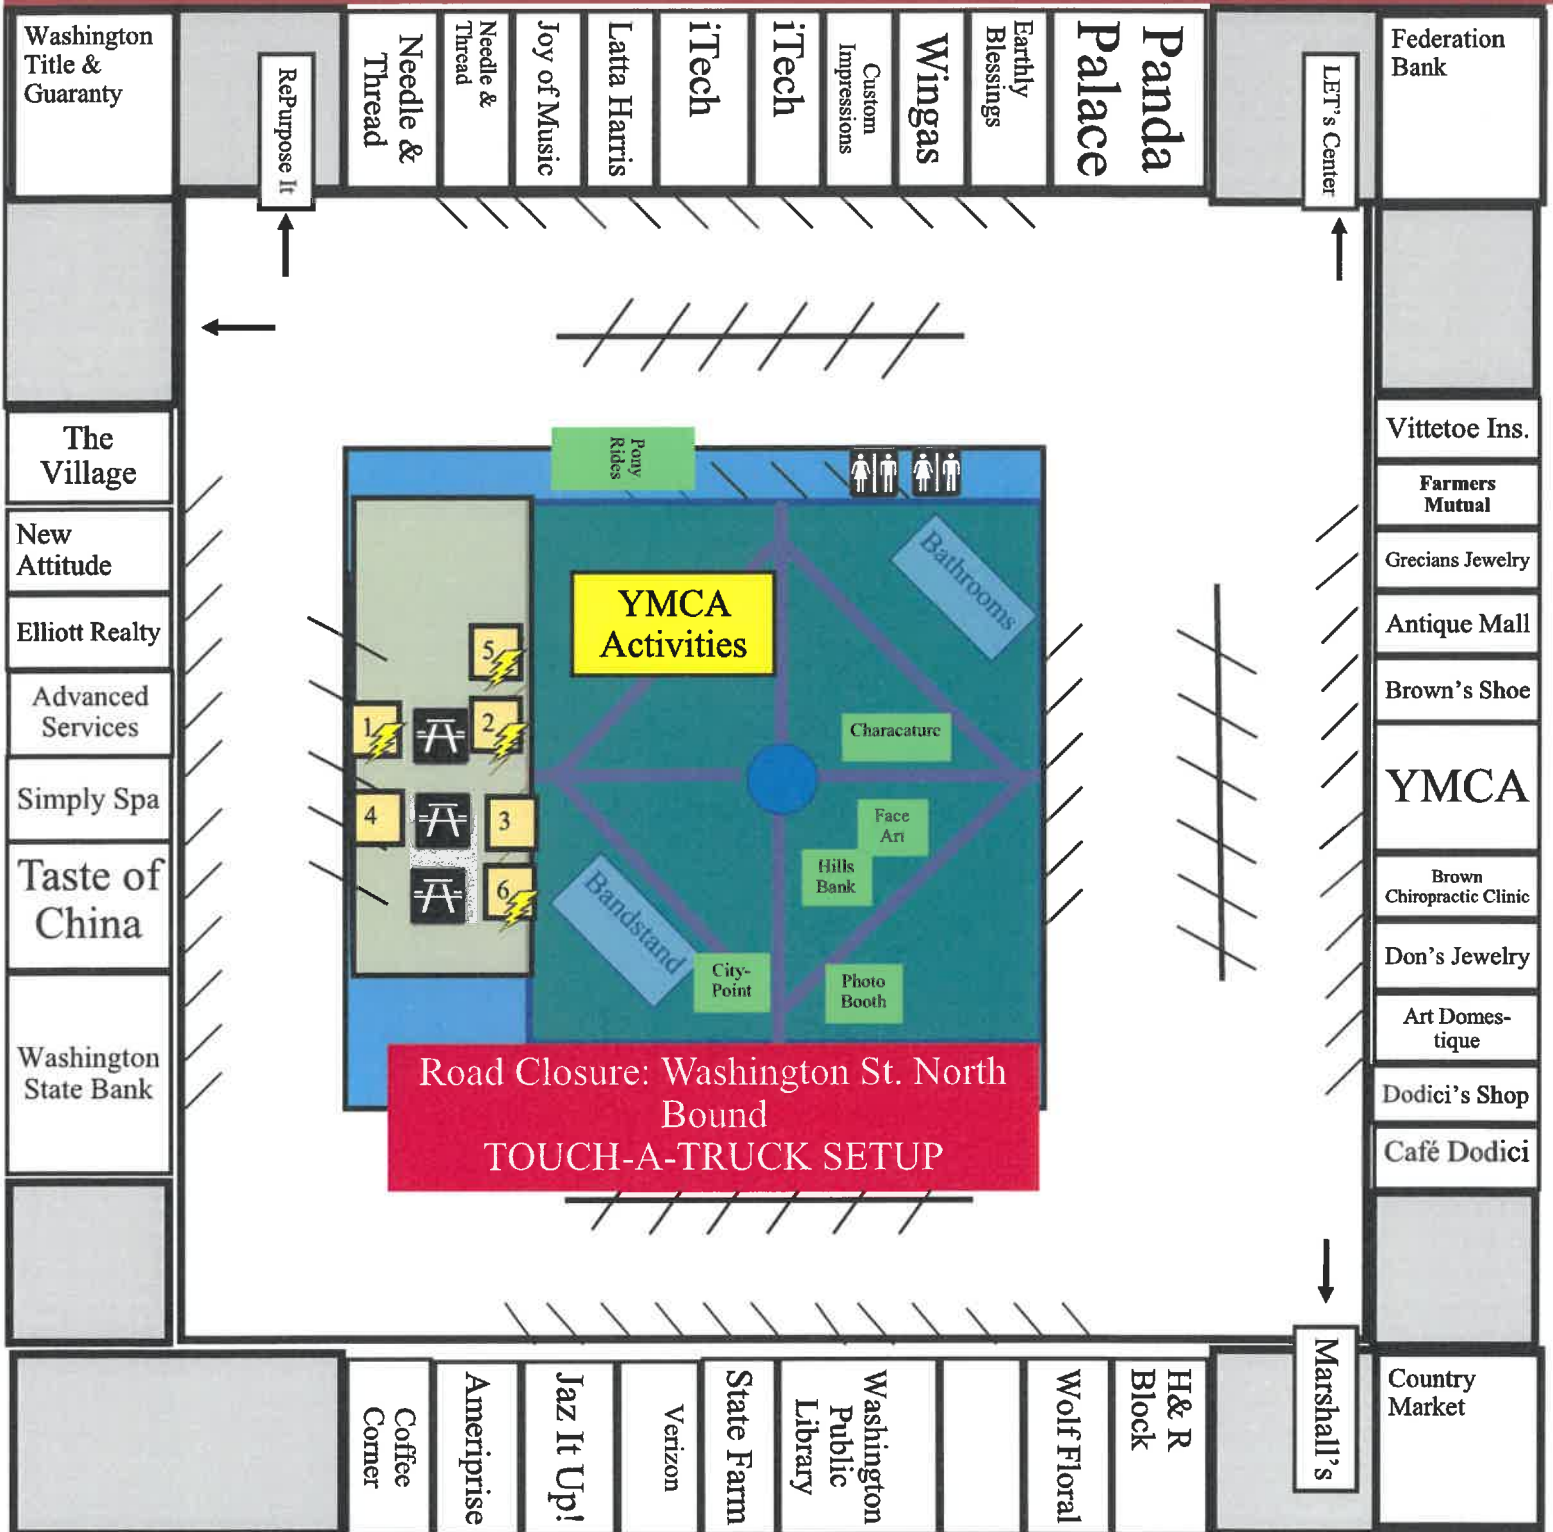 Washington
Title &
Guaranty
RePurpose It
Needle &
Thread
Needle &
Thread
Joy of Music
Latta Harris
iTech
iTech
Custom
Impressions
Wingas
Earthly
Blessings
Panda
Palace
LET's Center
Federation
Bank
The
Village
New
Attitude
Elliott Realty
Advanced
Services
Simply Spa
Taste of
China
Washington
State Bank
Pony
Rides
Bathrooms
YMCA
Activities
5
1
2
4
3
6
Characature
Face
Art
Hills
Bank
Bandstand
City-
Point
Photo
Booth
Road Closure: Washington St. North
Bound
TOUCH-A-TRUCK SETUP
Vittetoe Ins.
Farmers
Mutual
Grecians Jewelry
Antique Mall
Brown's Shoe
YMCA
Brown
Chiropractic Clinic
Don's Jewelry
Art Domes-
tique
Dodici's Shop
Café Dodici
Coffee
Corner
Ameriprise
Jaz It Up!
Verizon
State Farm
Washington
Public
Library
Wolf Floral
H& R
Block
Marshall's
Country
Market